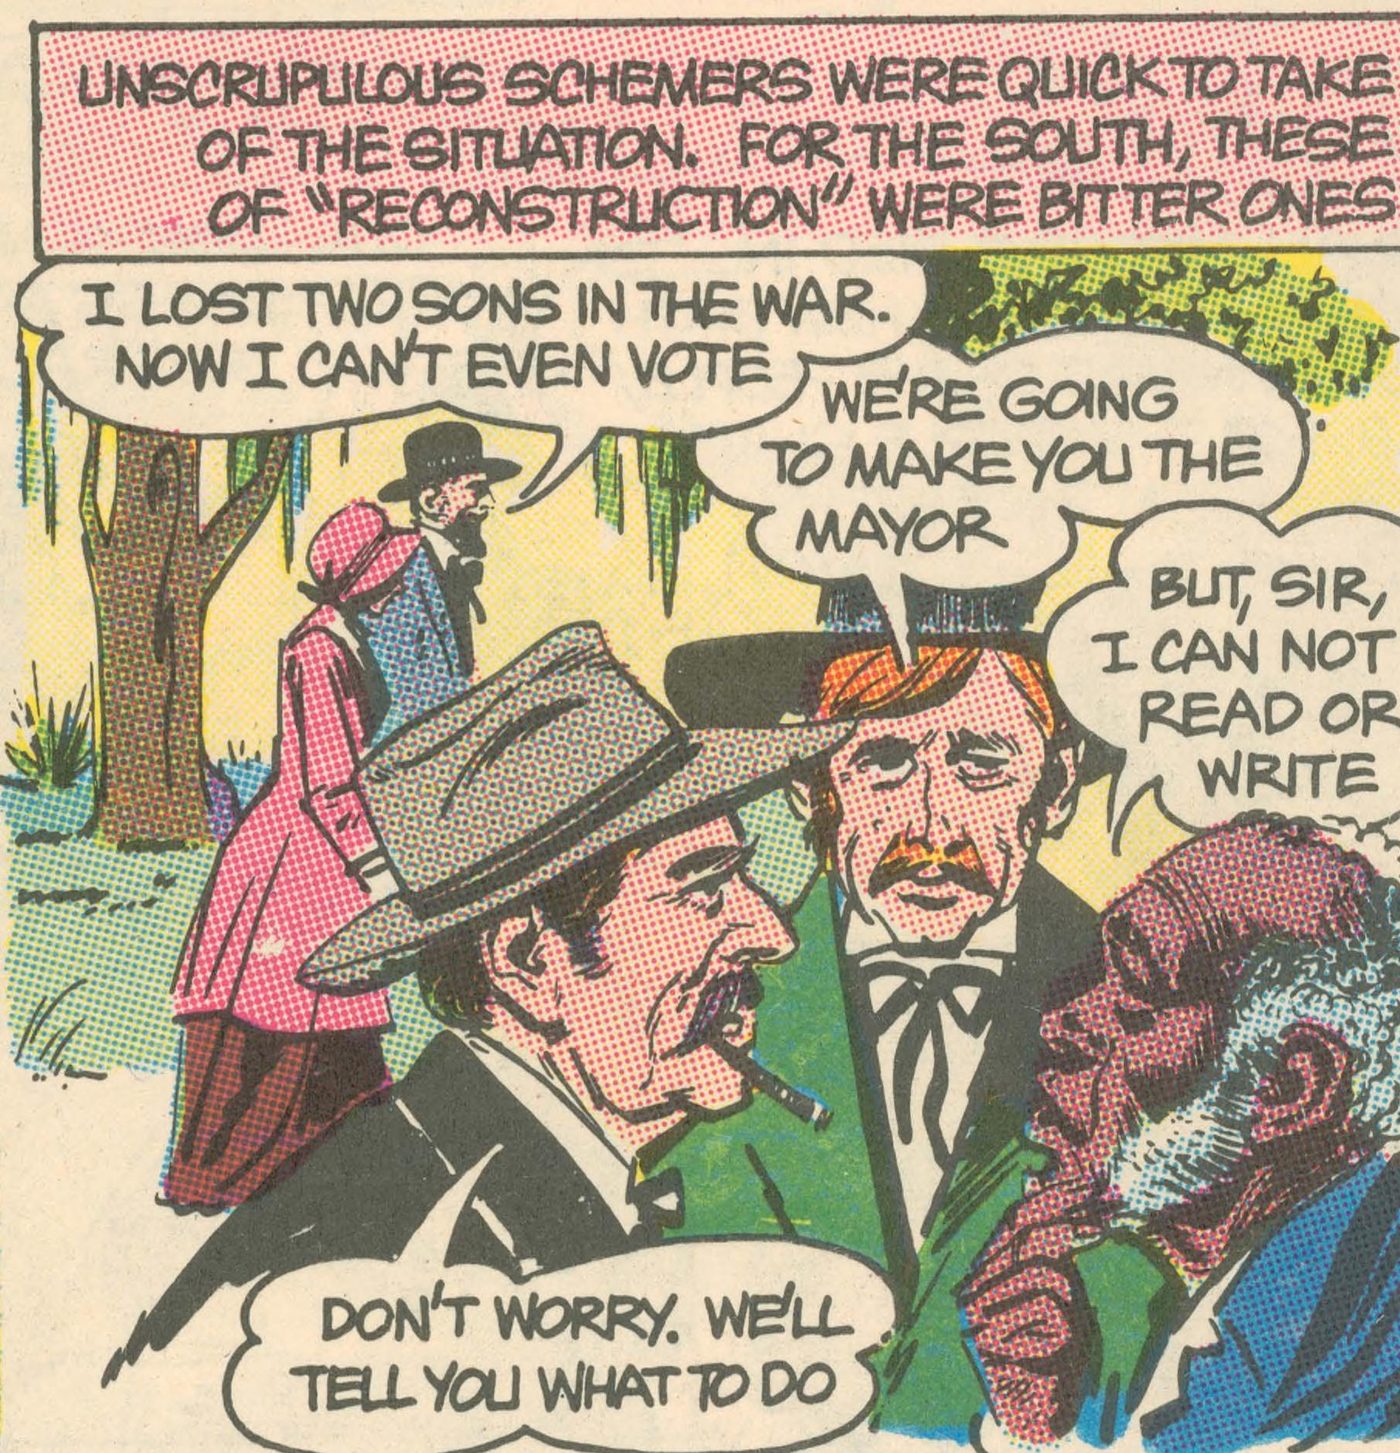 UNSCRUPULOUS SCHEMERS WERE QUICK TO TAKE
OF THE SITUATION. FOR THE SOUTH, THESE
OF "RECONSTRUCTION" WERE BITTER ONES
I LOST TWO SONS IN THE WAR.
NOW I CAN'T EVEN VOTE
WE'RE GOING
TO MAKE YOU THE
MAYOR
BUT, SIR,
I CAN NOT
READ OR
WRITE
DON'T WORRY. WE'LL
TELL YOU WHAT TO DO